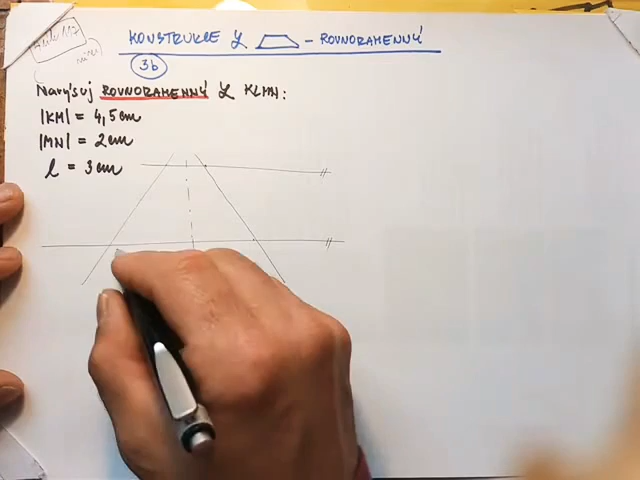 KONSTRUKCE - ROVNORAMENNÝ
3b
Narýsuj ROVNORAMENNÝ KLMN:
|KM| = 4,5 cm
|MN| = 2 cm
l = 3 cm